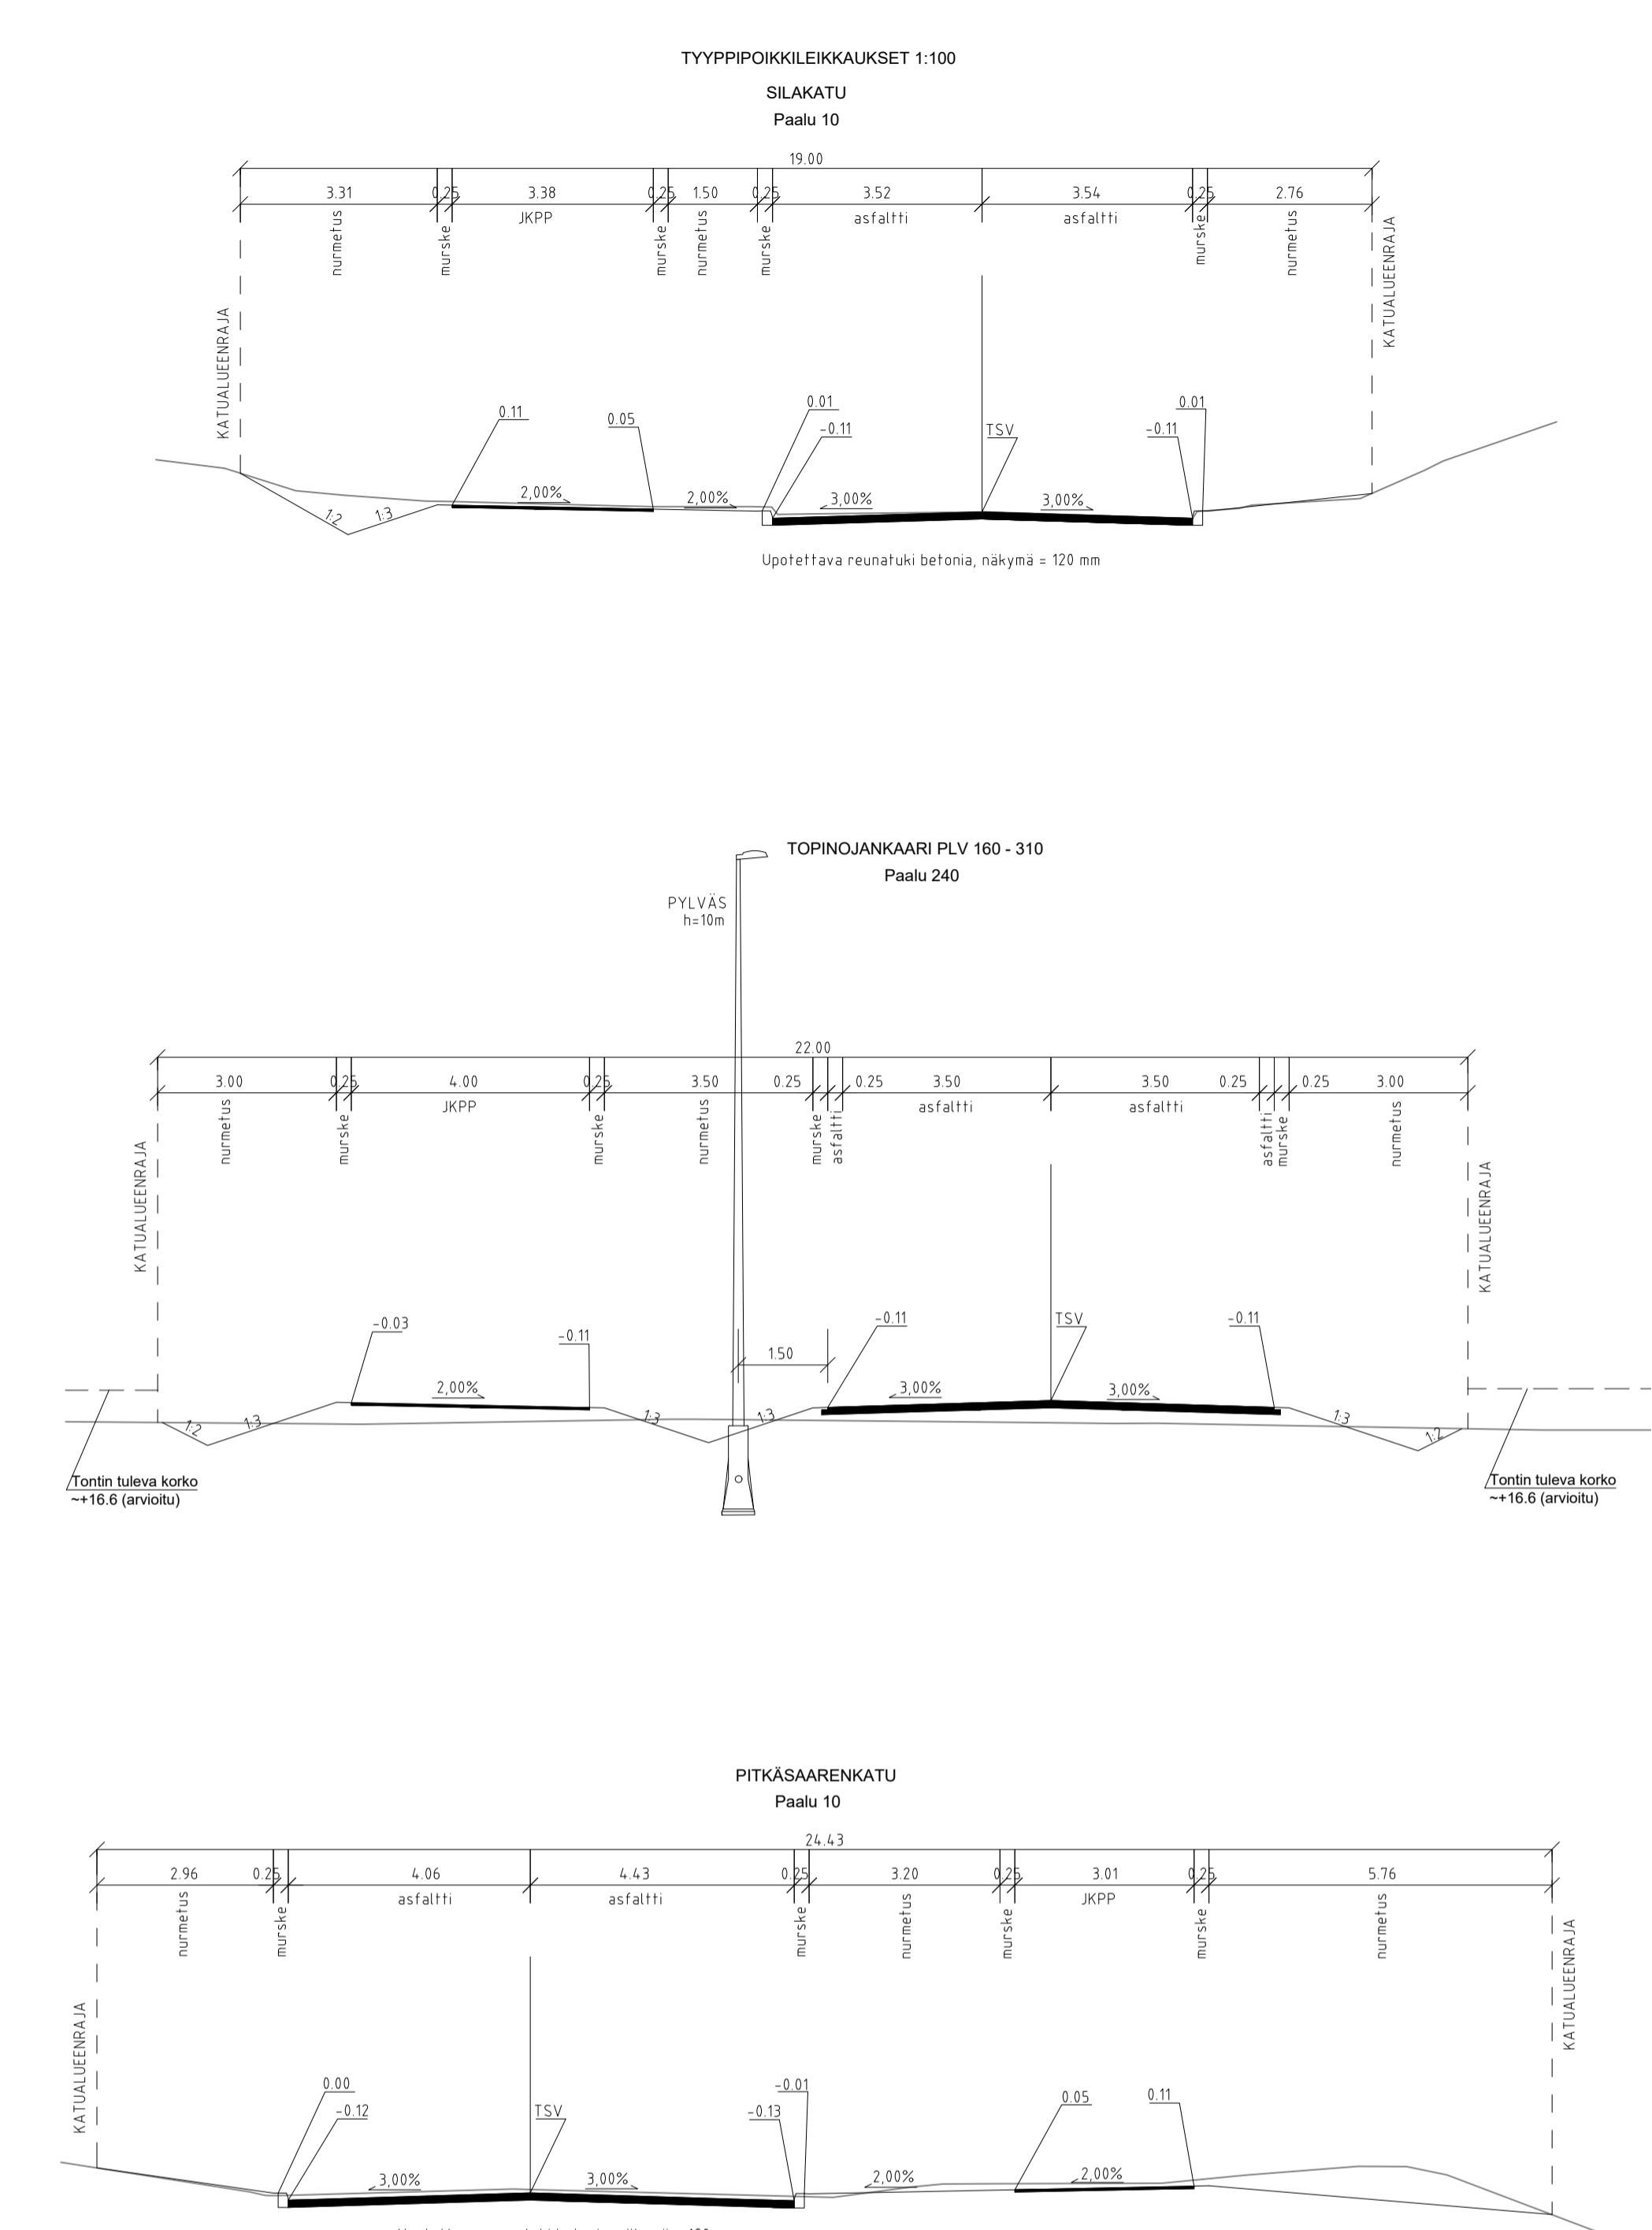 TYYPPIPOIKKILEIKKAUKSET 1:100
SILAKATU
Paalu 10
19.00
3.31 0.25 3.38 0.25 1.50 0.25 3.52 3.54 0.25 2.76
nurmetus murske JKPP murske nurmetus murske asfaltti asfaltti murske nurmetus
KATUALUEENRAJA
KATUALUEENRAJA
0.11 0.05 0.01 -0.11 TSV -0.11 0.01
1:2 1:3 2,00% 2,00% 3,00% 3,00%
Upotettava reunatuki betonia, näkymä = 120 mm
TOPINOJANKAARI PLV 160 - 310
Paalu 240
PYLVÄS
h=10m
22.00
3.00 0.25 4.00 0.25 3.50 0.25 0.25 3.50 3.50 0.25 0.25 3.00
nurmetus murske JKPP murske nurmetus murske asfaltti asfaltti asfaltti asfaltti murske nurmetus
KATUALUEENRAJA
KATUALUEENRAJA
-0.03 -0.11 -0.11 TSV -0.11
1.50
2,00% 3,00% 3,00%
1:2 1:3 1:3 1:3 1:3 1:2
Tontin tuleva korko
~+16.6 (arvioitu)
Tontin tuleva korko
~+16.6 (arvioitu)
PITKÄSAARENKATU
Paalu 10
24.43
2.96 0.25 4.06 4.43 0.25 3.20 0.25 3.01 0.25 5.76
nurmetus murske asfaltti asfaltti murske nurmetus murske JKPP murske nurmetus
KATUALUEENRAJA
KATUALUEENRAJA
0.00 -0.12 TSV -0.13 -0.01 0.05 0.11
3,00% 3,00% 2,00% 2,00%